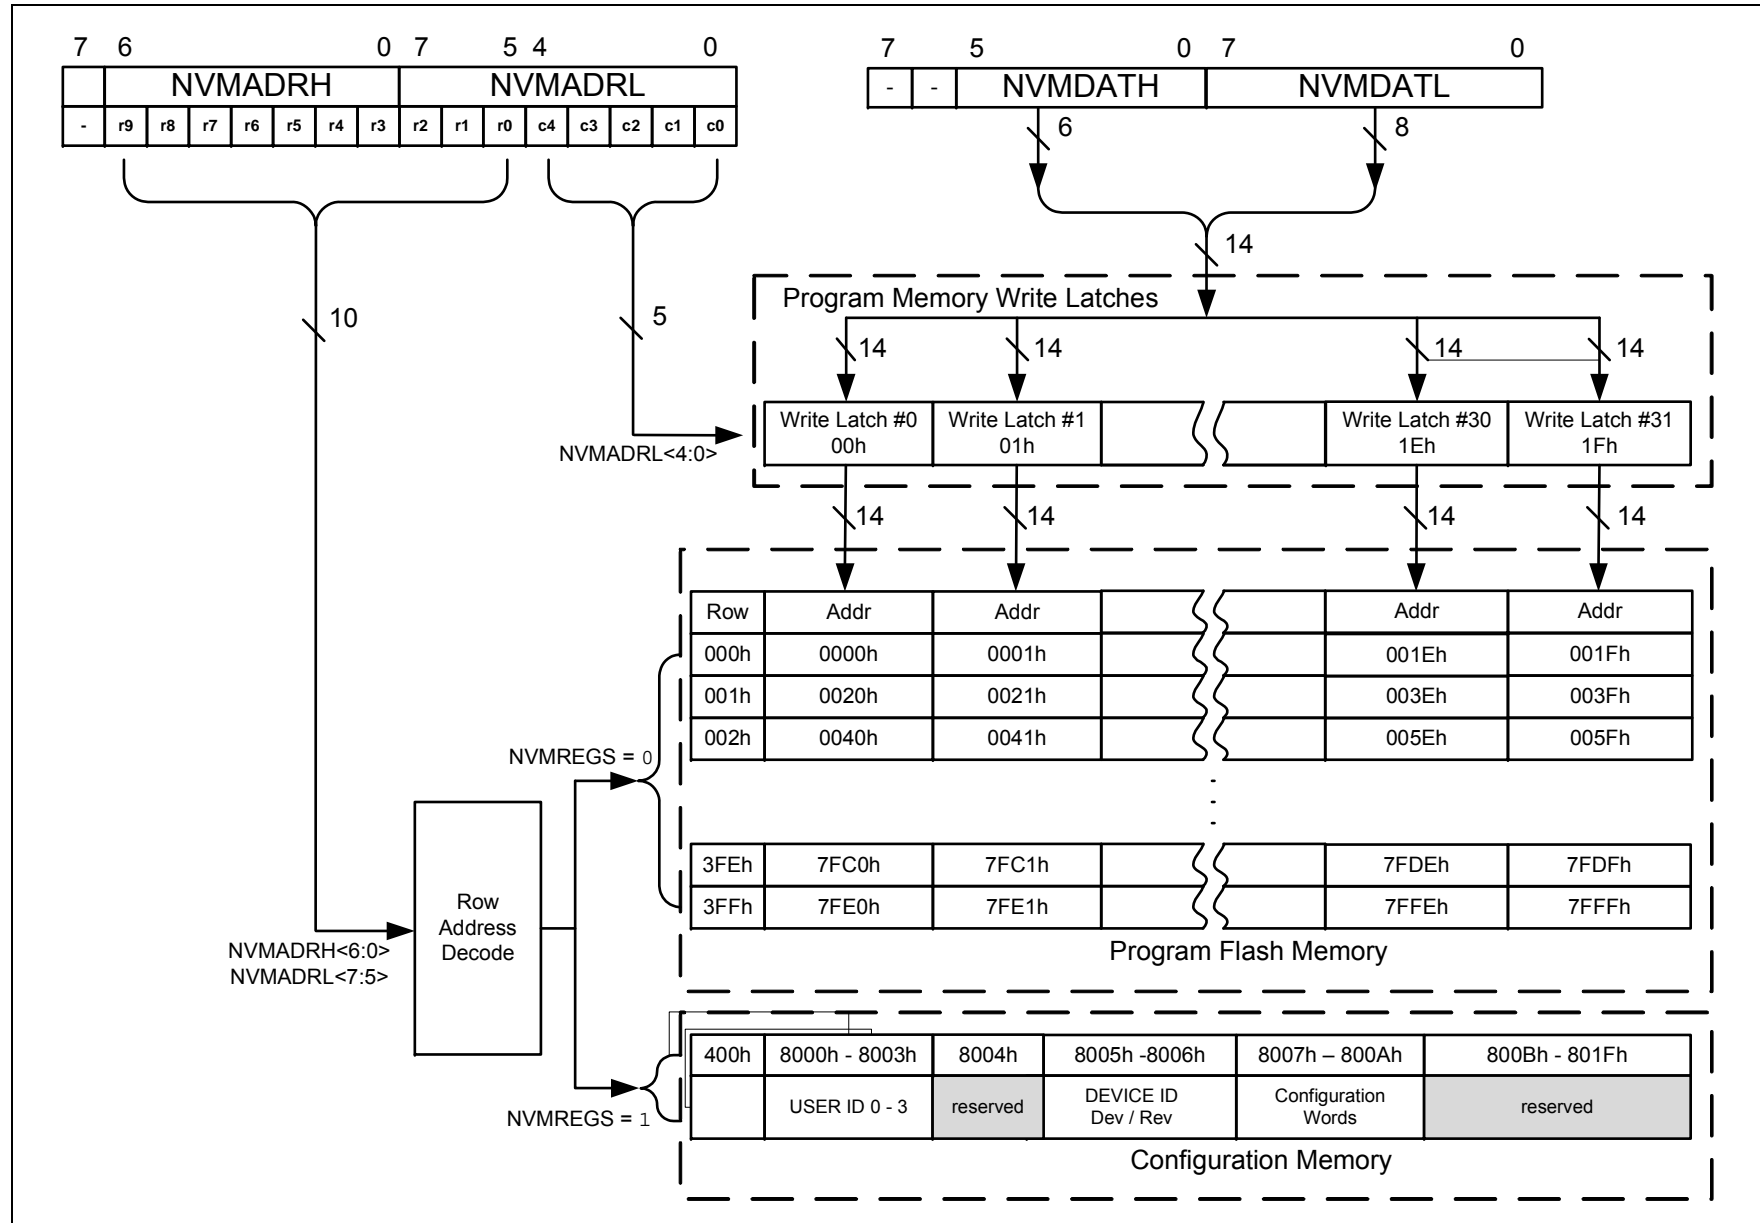 7 6 0 7 5 4 0
NVMADRH NVMADRL
- r9 r8 r7 r6 r5 r4 r3 r2 r1 r0 c4 c3 c2 c1 c0
7 5 0 7 0
- - NVMDATH NVMDATL
6 8
14
10 5
Program Memory Write Latches
14 14 14 14
Write Latch #0 Write Latch #1 Write Latch #30 Write Latch #31
00h 01h 1Eh 1Fh
NVMADRL<4:0>
14 14 14 14
Row Addr Addr Addr Addr
000h 0000h 0001h 001Eh 001Fh
001h 0020h 0021h 003Eh 003Fh
002h 0040h 0041h 005Eh 005Fh
NVMREGS = 0
3FEh 7FC0h 7FC1h 7FDEh 7FDFh
3FFh 7FE0h 7FE1h 7FFEh 7FFFh
Program Flash Memory
Row
Address
Decode
NVMADRH<6:0>
NVMADRL<7:5>
400h 8000h - 8003h 8004h 8005h -8006h 8007h – 800Ah 800Bh - 801Fh
USER ID 0 - 3 reserved DEVICE ID Configuration reserved
Dev / Rev Words
NVMREGS = 1
Configuration Memory